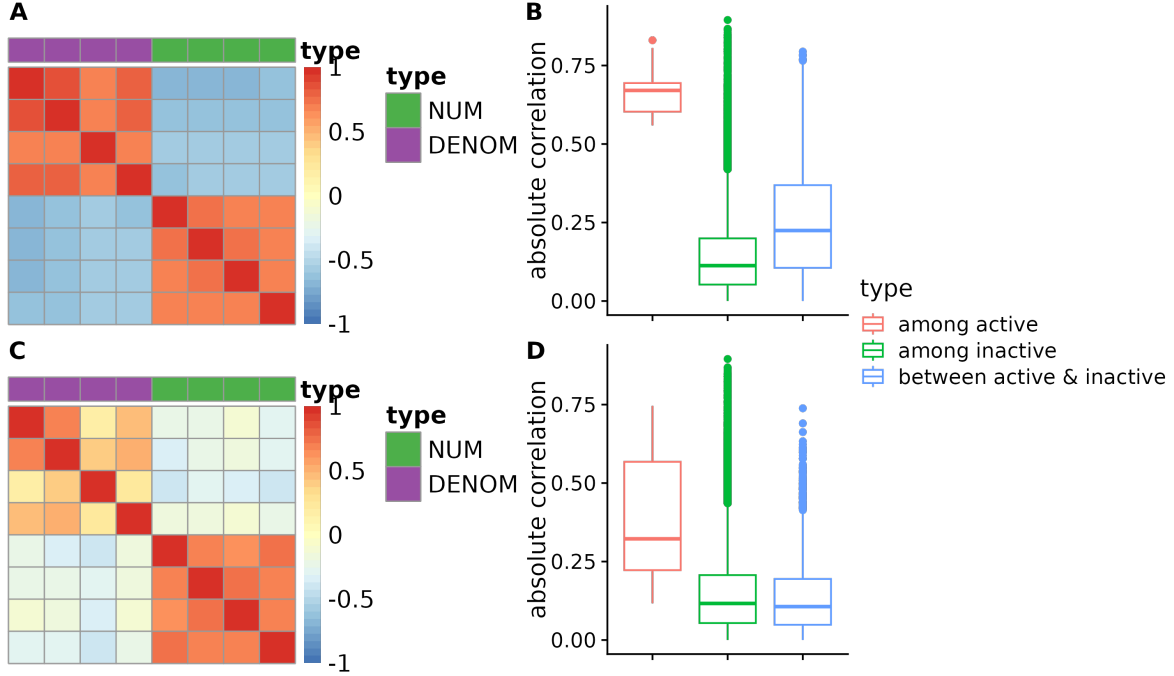 A
type
1
0.5
0
-0.5
-1
type
NUM
DENOM
B
absolute correlation
0.75
0.50
0.25
0.00
C
type
1
0.5
0
-0.5
-1
type
NUM
DENOM
D
absolute correlation
0.75
0.50
0.25
0.00
type
among active
among inactive
between active & inactive